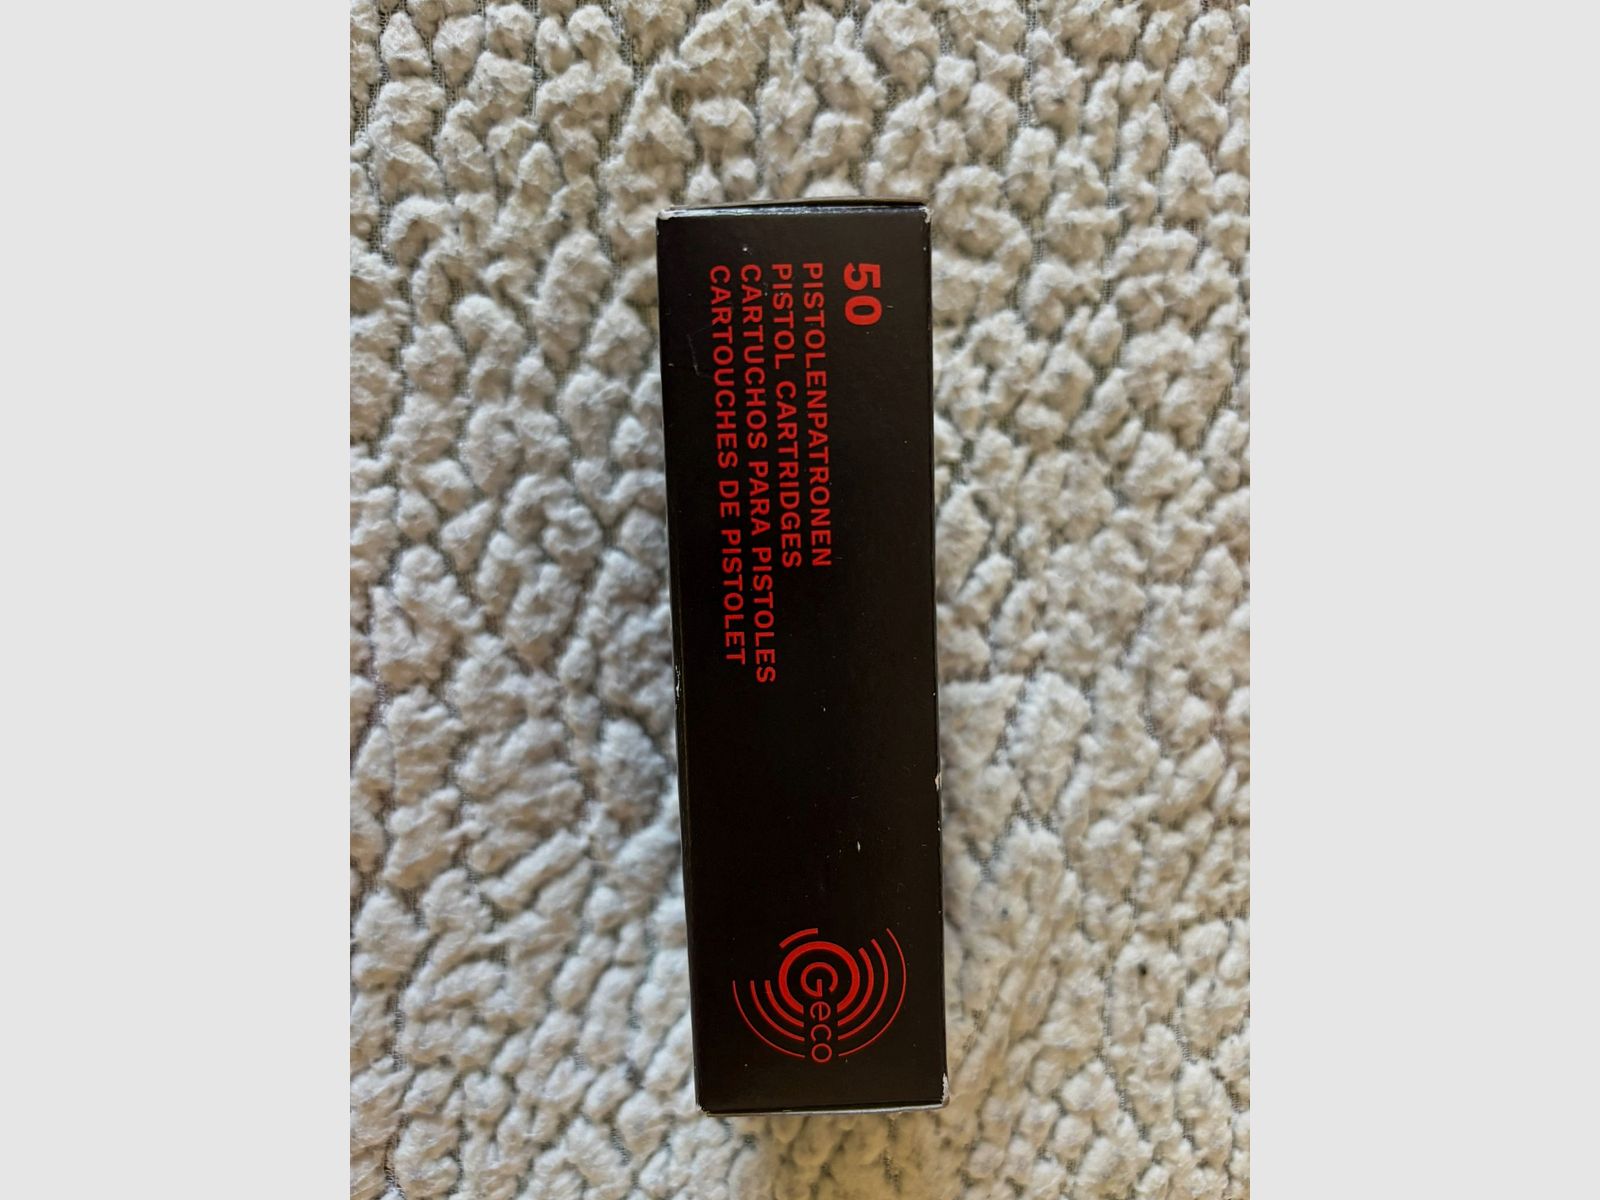 50
PISTOLENPATRONEN
PISTOL CARTRIDGES
CARTUCHOS PARA PISTOLES
CARTOUCHES DE PISTOLET
Geco